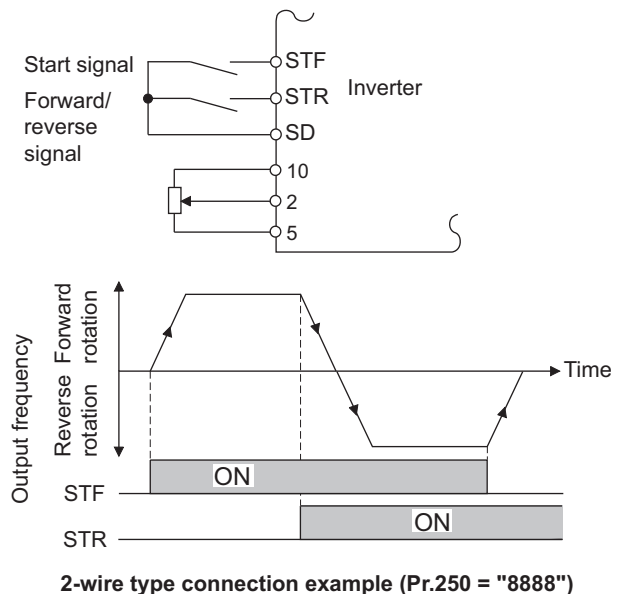 Start signal
STF
Forward/
reverse
signal
STR
Inverter
SD
10
2
5
Output frequency
Reverse Forward
rotation rotation
Time
ON
STF
ON
STR
2-wire type connection example (Pr.250 = "8888")